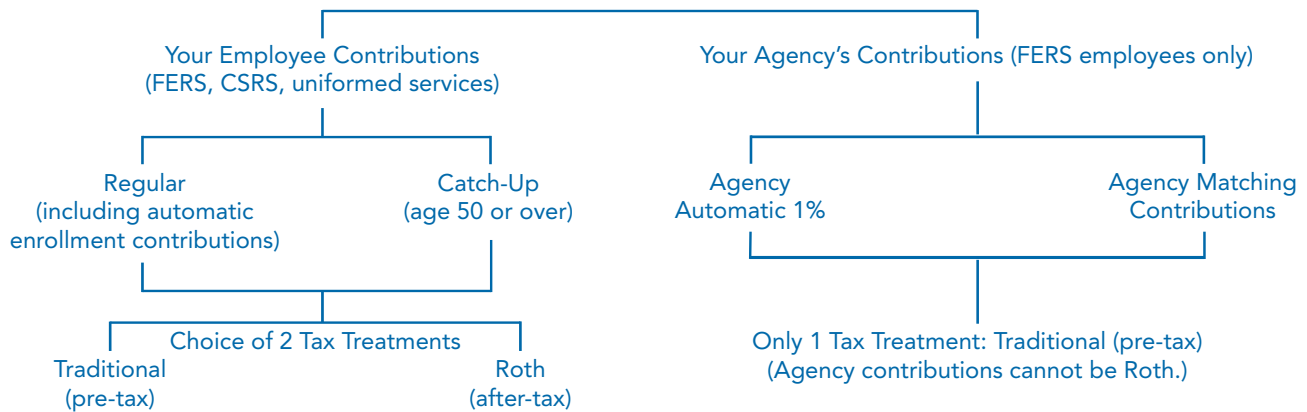 Your Employee Contributions
(FERS, CSRS, uniformed services)
Regular
(including automatic
enrollment contributions)
Catch-Up
(age 50 or over)
Choice of 2 Tax Treatments
Traditional
(pre-tax)
Roth
(after-tax)
Your Agency’s Contributions (FERS employees only)
Agency
Automatic 1%
Agency Matching
Contributions
Only 1 Tax Treatment: Traditional (pre-tax)
(Agency contributions cannot be Roth.)